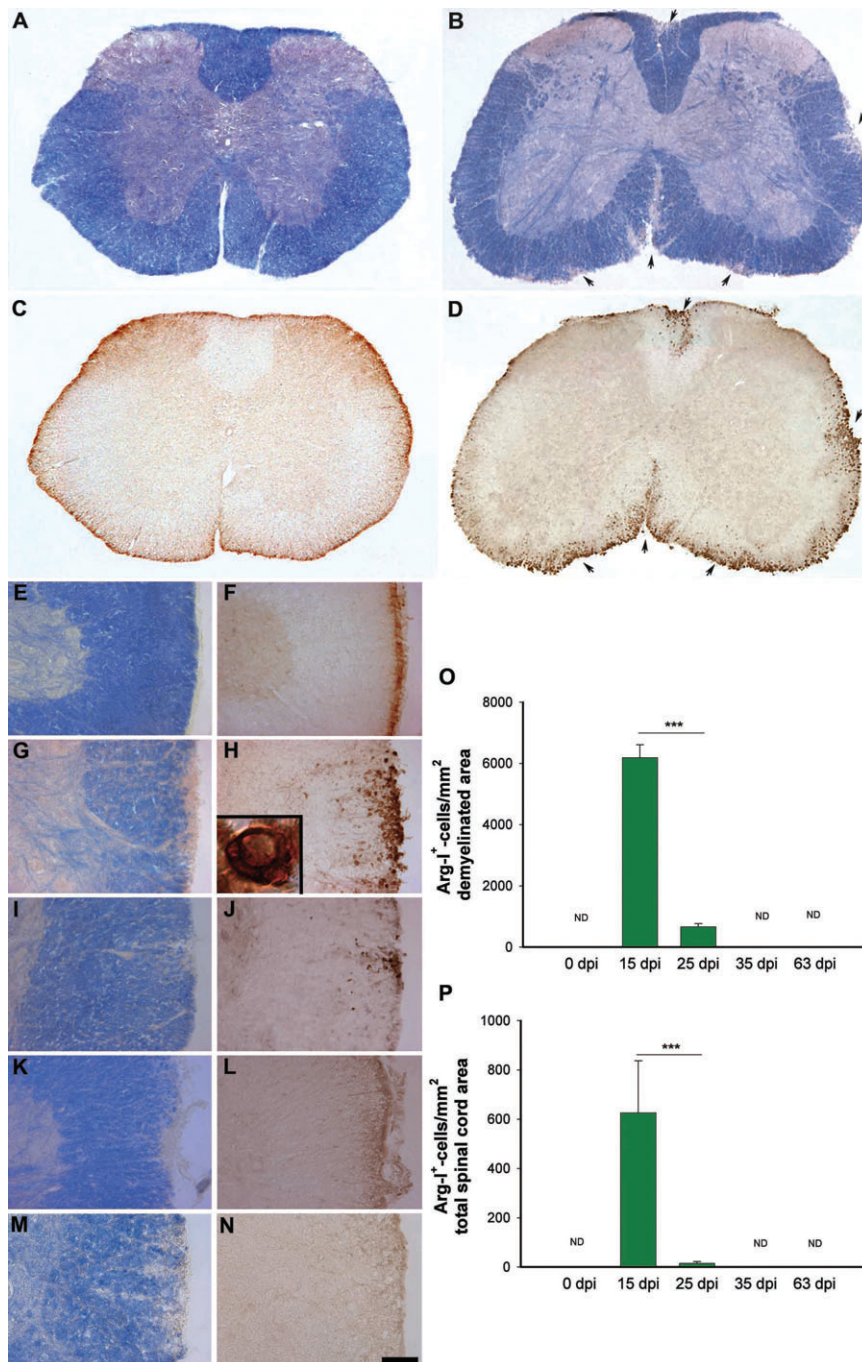 A
B
C
D
E
F
G
H
I
J
K
L
M
N
O
Arg-I+-cells/mm2
demyelinated area
8000
6000
4000
2000
0
***
ND
ND
ND
0 dpi 15 dpi 25 dpi 35 dpi 63 dpi
P
Arg-I+-cells/mm2
total spinal cord area
1000
800
600
400
200
0
***
ND
ND
ND
0 dpi 15 dpi 25 dpi 35 dpi 63 dpi